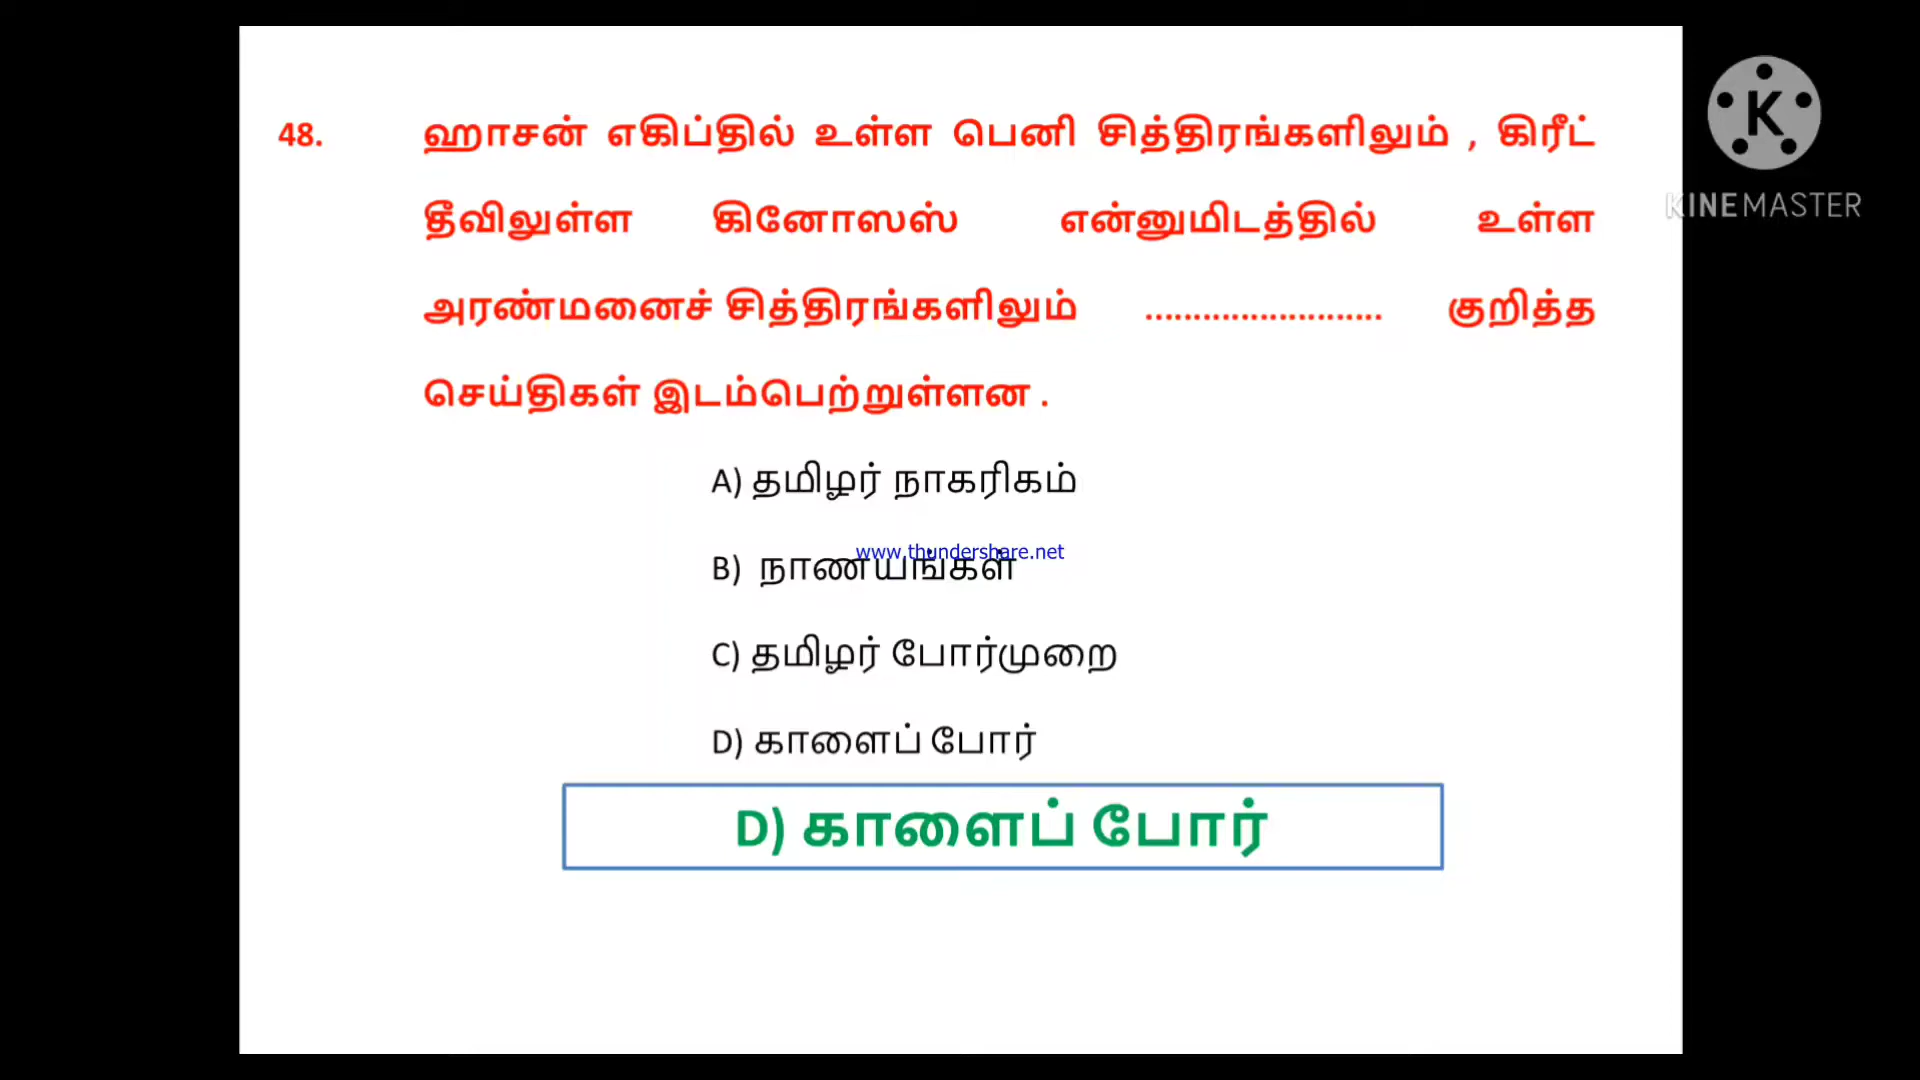 48. ஹாசன் எகிப்தில் உள்ள பெனி சித்திரங்களிலும் , கிரீட்
தீவிலுள்ள கினோஸஸ் என்னுமிடத்தில் உள்ள
அரண்மனைச் சித்திரங்களிலும் ......................... குறித்த
செய்திகள் இடம்பெற்றுள்ளன .
A) தமிழர் நாகரிகம்
www.thundershare.net
B) நாணயங்கள்
C) தமிழர் போர்முறை
D) காளைப் போர்
D) காளைப் போர்
K
KINEMASTER